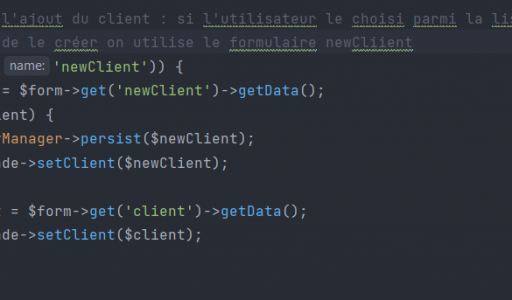 l'ajout du client : si l'utilisateur le choisi parmi la lis
de le créer on utilise le formulaire newCliient
name: 'newClient')) {
= $form->get('newClient')->getData();
ient) {
Manager->persist($newClient);
de->setClient($newClient);
= $form->get('client')->getData();
de->setClient($client);